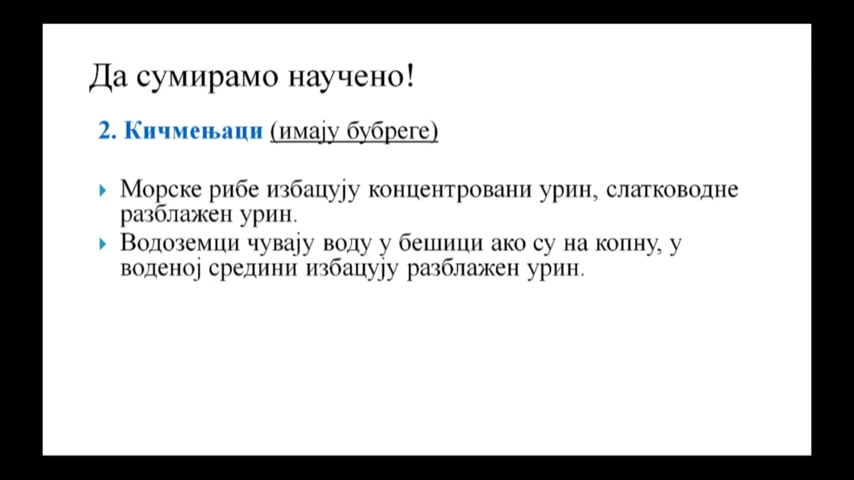 Да сумирамо научено!
2. Кичмењаци (имају бубреге)
Морске рибе избацују концентровани урин, слатководне
разблажен урин.
Водоземци чувају воду у бешици ако су на копну, у
воденој средини избацују разблажен урин.